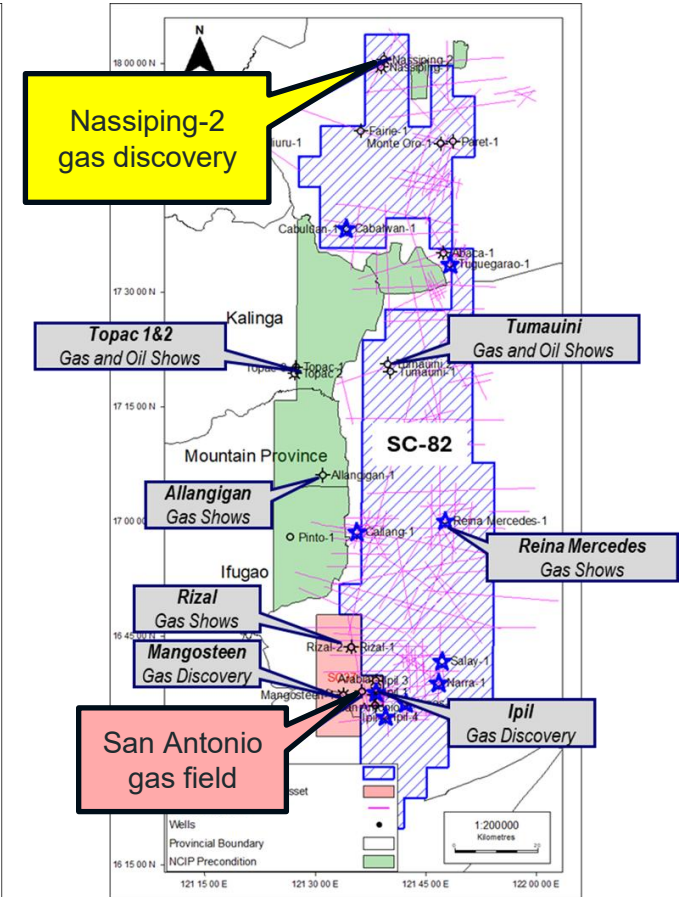 N
18 00 00 N
Nassiping-2
Nassiping
Nassiping-2
gas discovery
Fairie-1
Monte Oro-1
Paret-1
Cabuluan-1
Cabalwan-1
Abaca-1
Tuguegarao-1
17 30 00 N
Kalinga
Topac 1&2
Gas and Oil Shows
Topac-1
Topac 2
Tumauini
Gas and Oil Shows
Tumauini-1
17 15 00 N
SC-82
Mountain Province
Allangigan-1
Allangigan
Gas Shows
17 00 00
Reina Mercedes-1
Callang-1
Pinto-1
Reina Mercedes
Gas Shows
Ifugao
Rizal
Gas Shows
16 45 00 N
Rizal-2
Rizal-1
Mangosteen
Gas Discovery
Salay-1
Narra-1
Mangosteen
Ipil 3
Ipil-4
Ipil
Gas Discovery
San Antonio
gas field
sset
Wells
Provincial Boundary
NCIP Precondition
1:200000
Kilometres
0
20
16 15 00 N
121 15 00 E
121 30 00 E
121 45 00 E
122 00 00 E